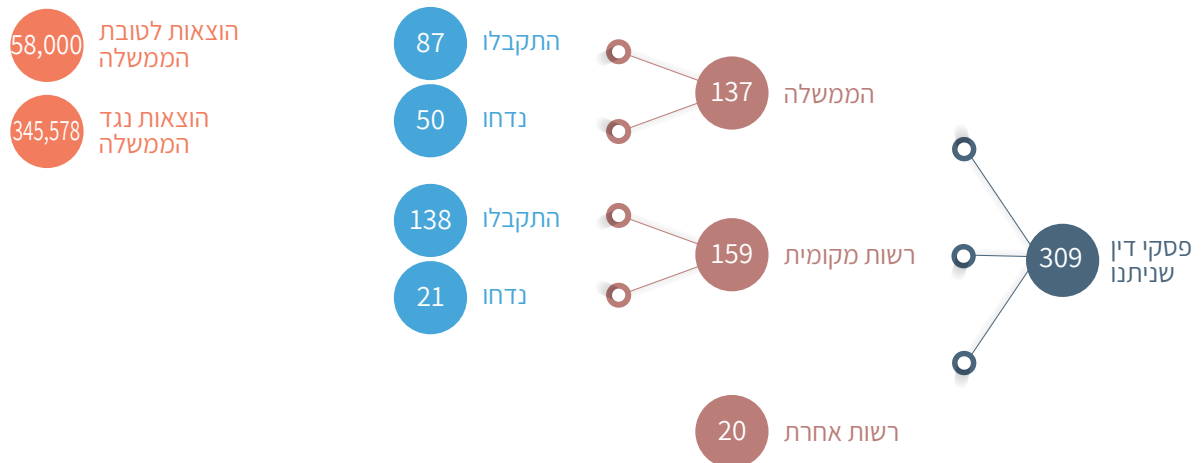 פסקי דין
שניתנו
309
הממשלה
137
התקבלו
87
נדחו
50
הוצאות לטובת
הממשלה
58,000
הוצאות נגד
הממשלה
345,578
רשות מקומית
159
התקבלו
138
נדחו
21
רשות אחרת
20